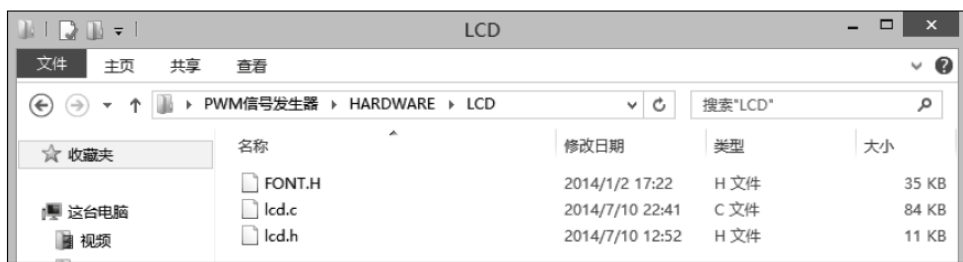 LCD
文件 主页 共享 查看
PWM信号发生器 HARDWARE LCD 搜索"LCD"
收藏夹 名称 修改日期 类型 大小
FONT.H 2014/1/2 17:22 H 文件 35 KB
这台电脑 lcd.c 2014/7/10 22:41 C 文件 84 KB
视频 lcd.h 2014/7/10 12:52 H 文件 11 KB